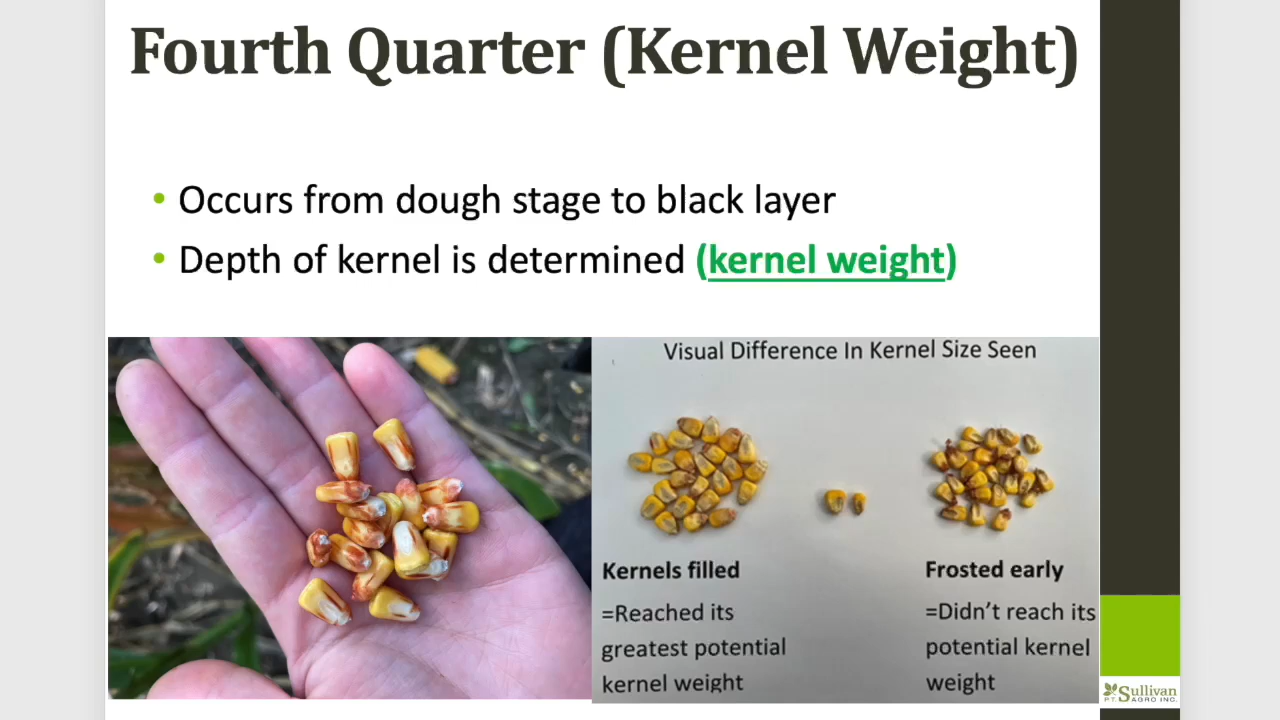 Fourth Quarter (Kernel Weight)
• Occurs from dough stage to black layer
• Depth of kernel is determined (kernel weight)
Visual Difference In Kernel Size Seen
Kernels filled
=Reached its
greatest potential
kernel weight
Frosted early
=Didn't reach its
potential kernel
weight
Sullivan
P.T. AGRO INC.